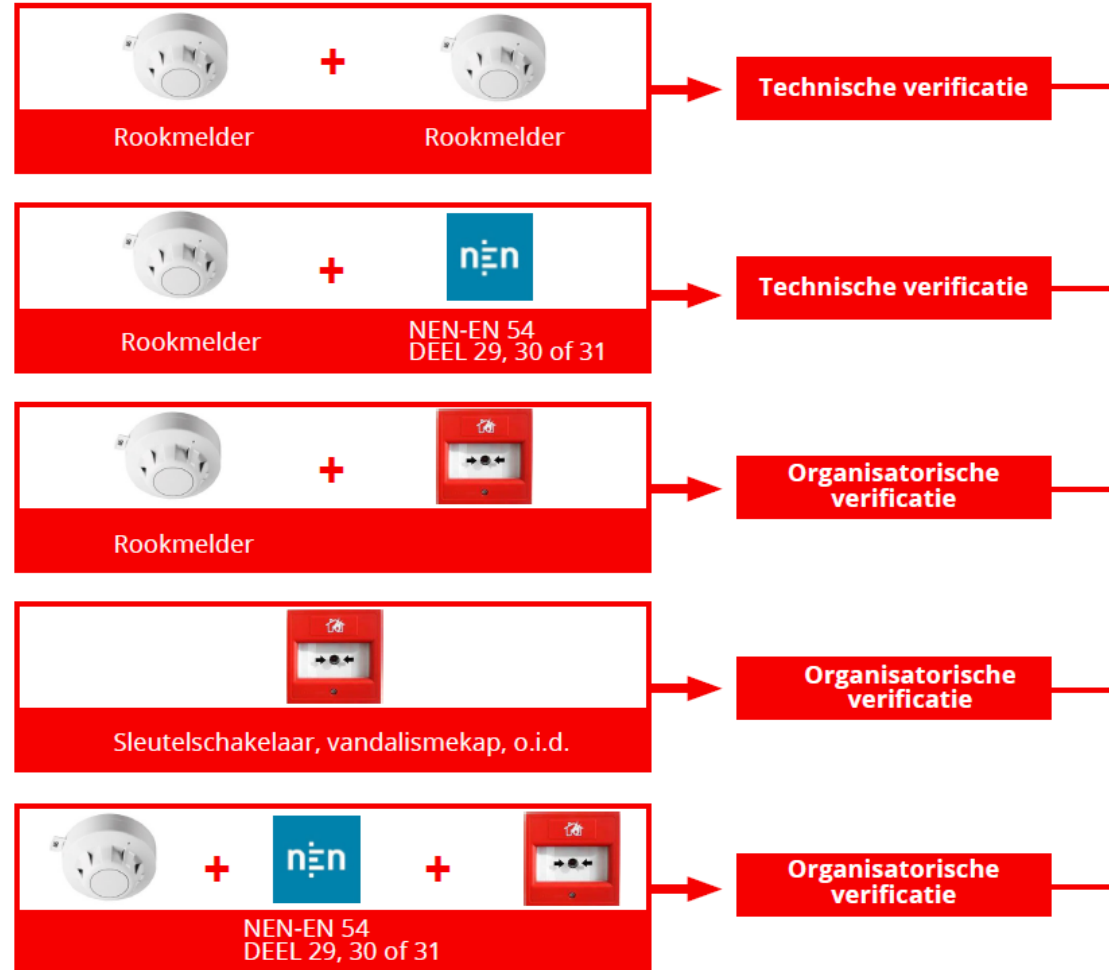 Rookmelder
Rookmelder
Technische verificatie
nen
Rookmelder
NEN-EN 54
DEEL 29, 30 of 31
Technische verificatie
Rookmelder
Organisatorische
verificatie
Sleutelschakelaar, vandalismekap, o.i.d.
Organisatorische
verificatie
nen
NEN-EN 54
DEEL 29, 30 of 31
Organisatorische
verificatie